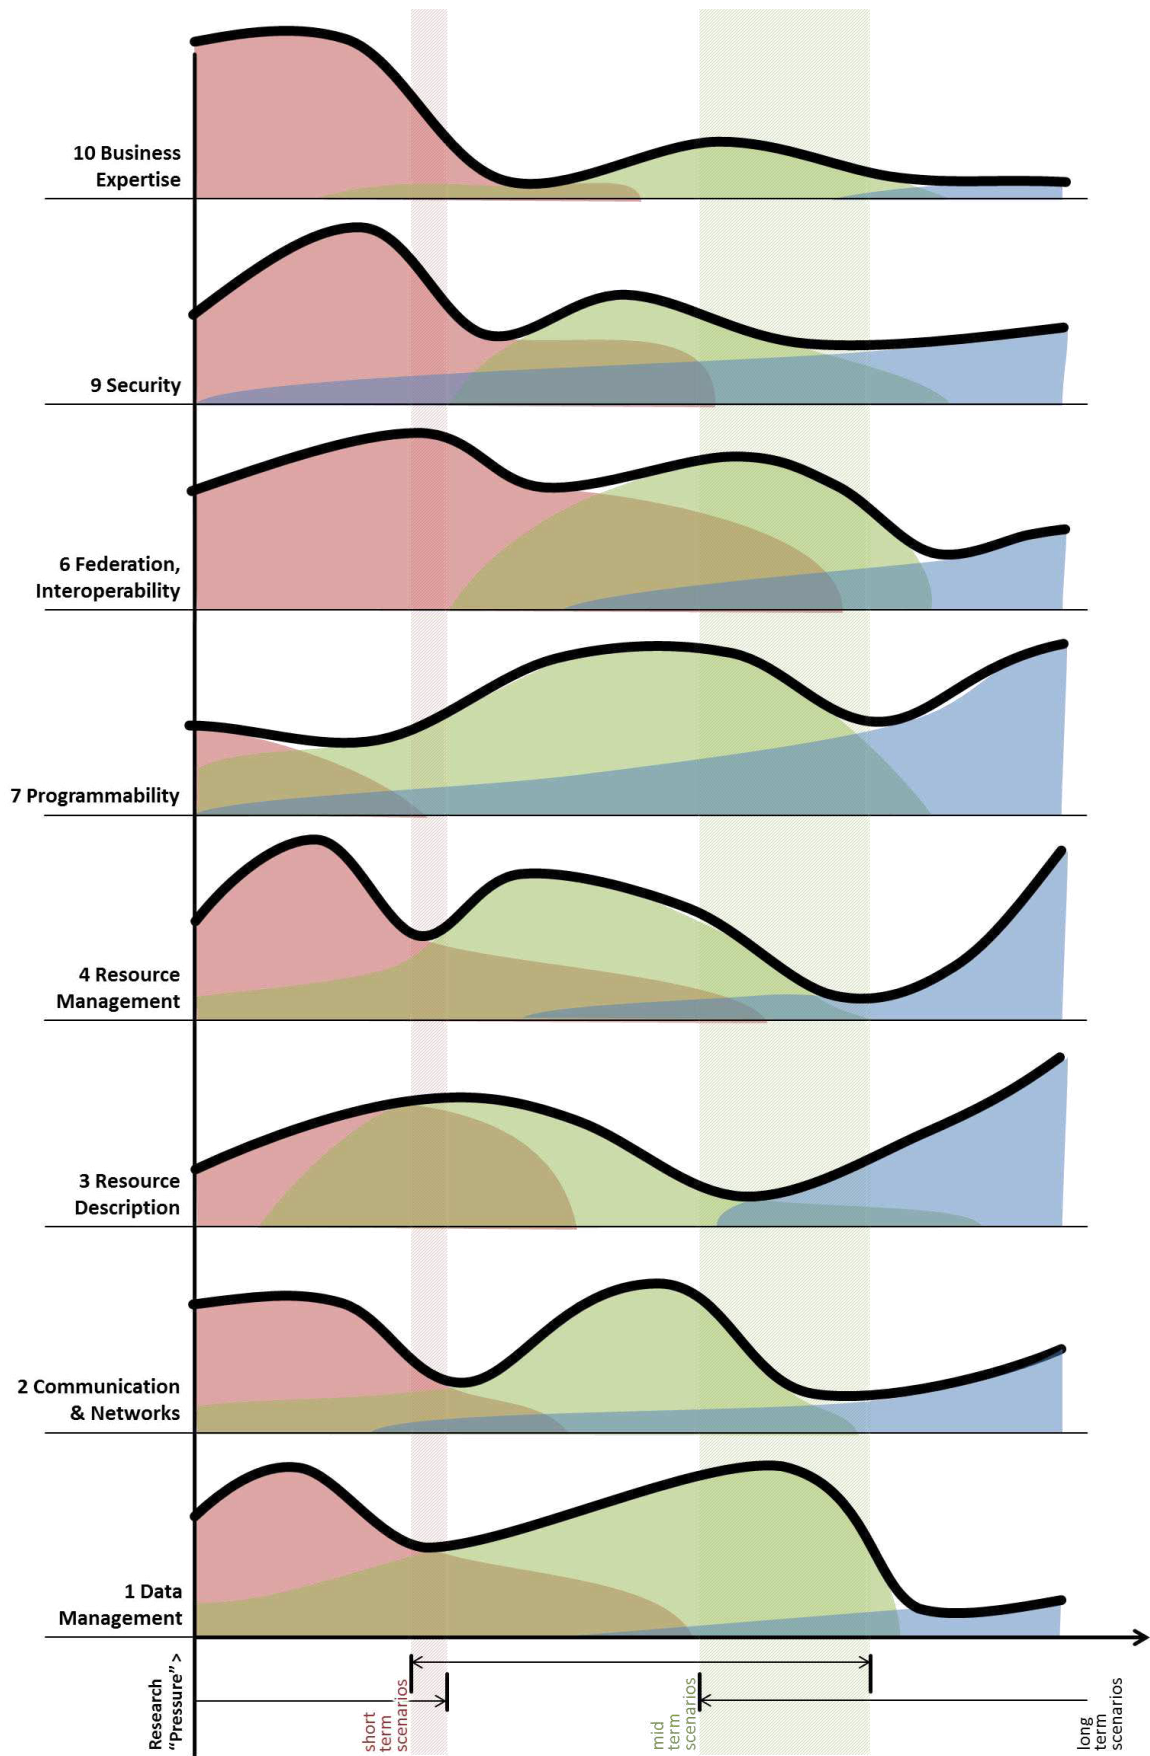 10 Business
Expertise
9 Security
6 Federation,
Interoperability
7 Programmability
4 Resource
Management
3 Resource
Description
2 Communication
& Networks
1 Data
Management
Research
“Pressure” >
short
term
scenarios
mid
term
scenarios
long
term
scenarios